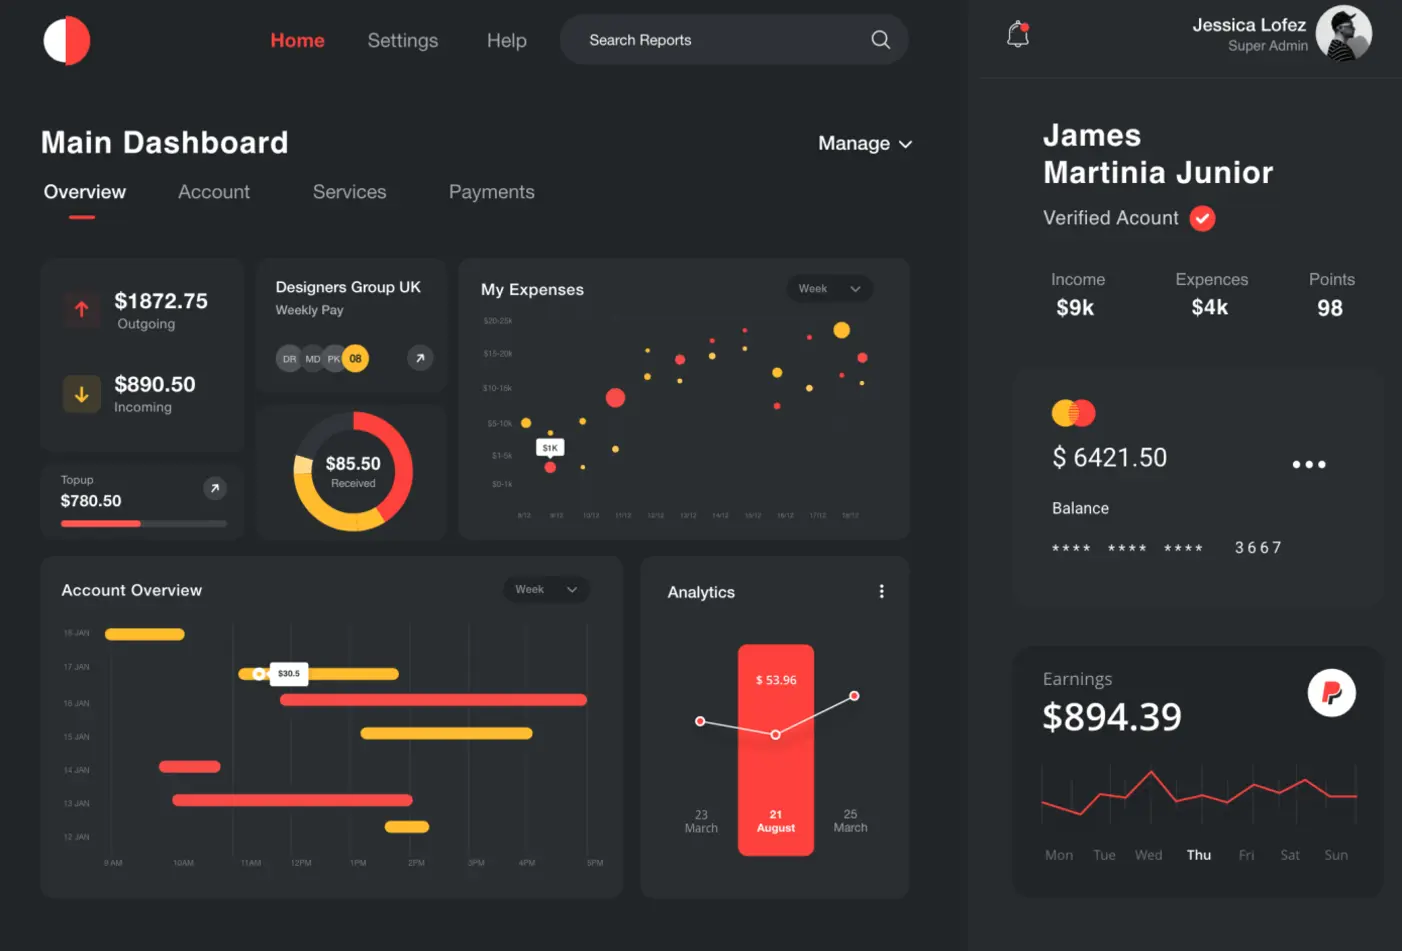 Home Settings Help Search Reports
Jessica Lofez
Super Admin
Main Dashboard
Manage
Overview Account Services Payments
$1872.75
Outgoing
$890.50
Incoming
Topup
$780.50
Designers Group UK
Weekly Pay
DR MD PK 08
$85.50
Received
My Expenses
Week
$20-25k
$15-20k
$10-15k
$5-10k
$1-5k
$0-1k
$1K
8/12 9/12 10/12 11/12 12/12 13/12 14/12 15/12 16/12 17/12 18/12
Account Overview
Week
18 JAN
17 JAN
16 JAN
15 JAN
14 JAN
13 JAN
12 JAN
$30.5
9 AM 10AM 11AM 12PM 1PM 2PM 3PM 4PM 5PM
Analytics
$ 53.96
23 March
21 August
25 March
James
Martinia Junior
Verified Acount
Income Expences Points
$9k $4k 98
$ 6421.50
Balance
**** **** **** 3667
Earnings
$894.39
Mon Tue Wed Thu Fri Sat Sun